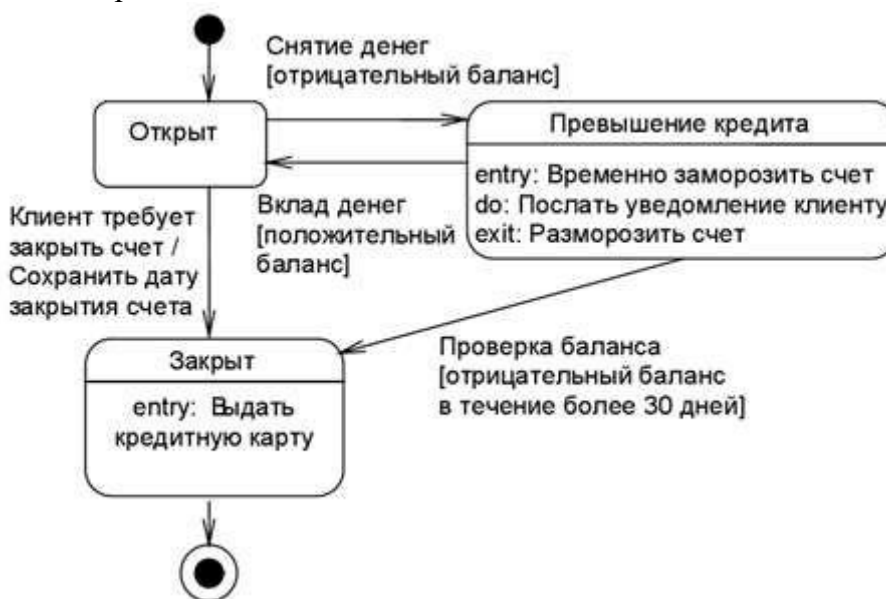 Снятие денег
[отрицательный баланс]
Открыт
Превышение кредита
entry: Временно заморозить счет
do: Послать уведомление клиенту
exit: Разморозить счет
Вклад денег
[положительный
баланс]
Клиент требует
закрыть счет /
Сохранить дату
закрытия счета
Закрыт
entry: Выдать
кредитную карту
Проверка баланса
[отрицательный баланс
в течение более 30 дней]